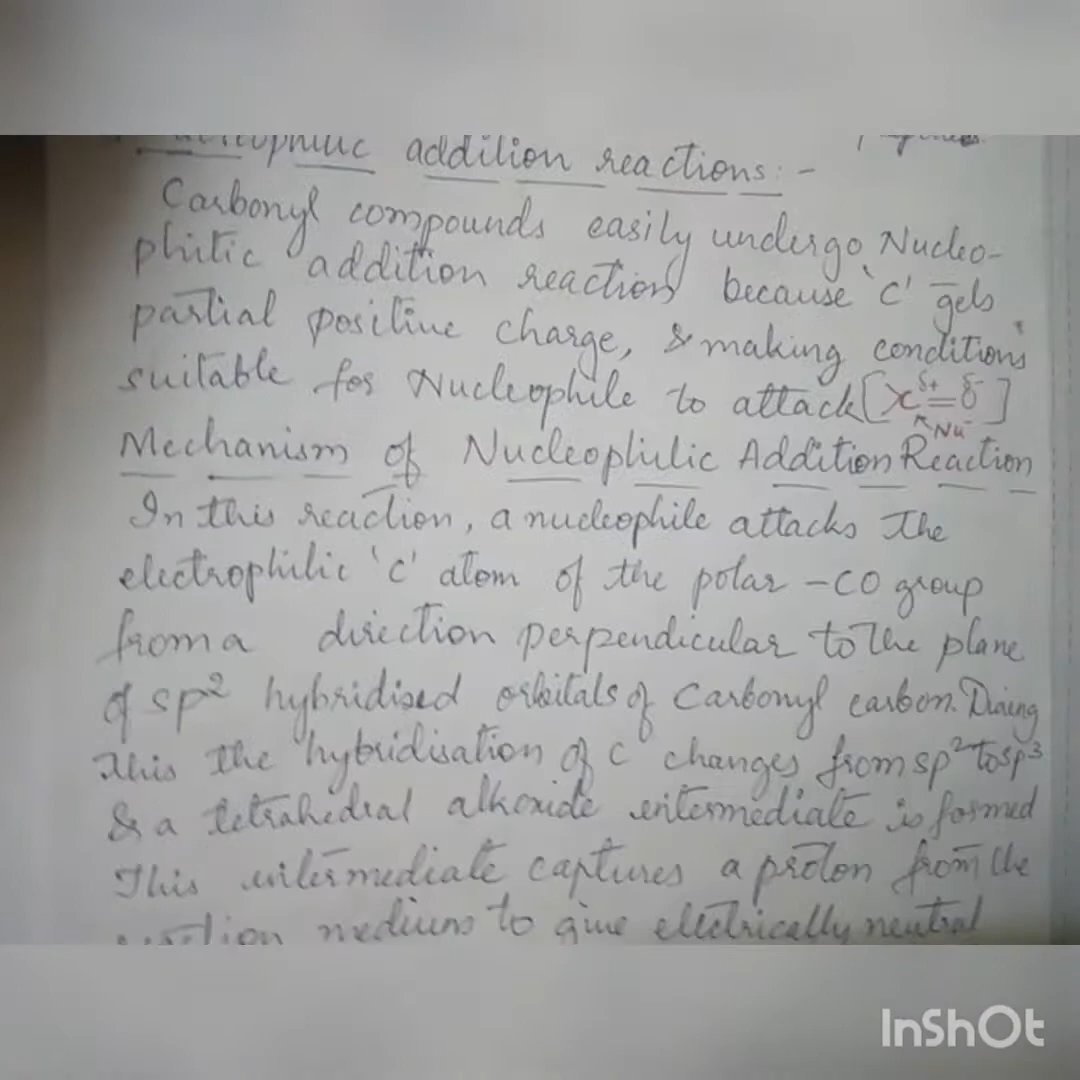 addition reactions:-
Carbonyl compounds easily undergo Nucleo-
philic addition reaction because 'C' gets
partial positive charge, & making conditions
suitable for Nucleophile to attack [
Nu-
Mechanism of Nucleophilic Addition Reaction
In this reaction, a nucleophile attacks the
electrophilic 'C' atom of the polar -CO group
from a direction perpendicular to the plane
of sp² hybridised orbitals of Carbonyl carbon. During
this the hybridisation of C changes from sp² to sp³
& a tetrahedral alkoxide intermediate is formed
This intermediate captures a proton from the
medium to give electrically neutral
InShOt